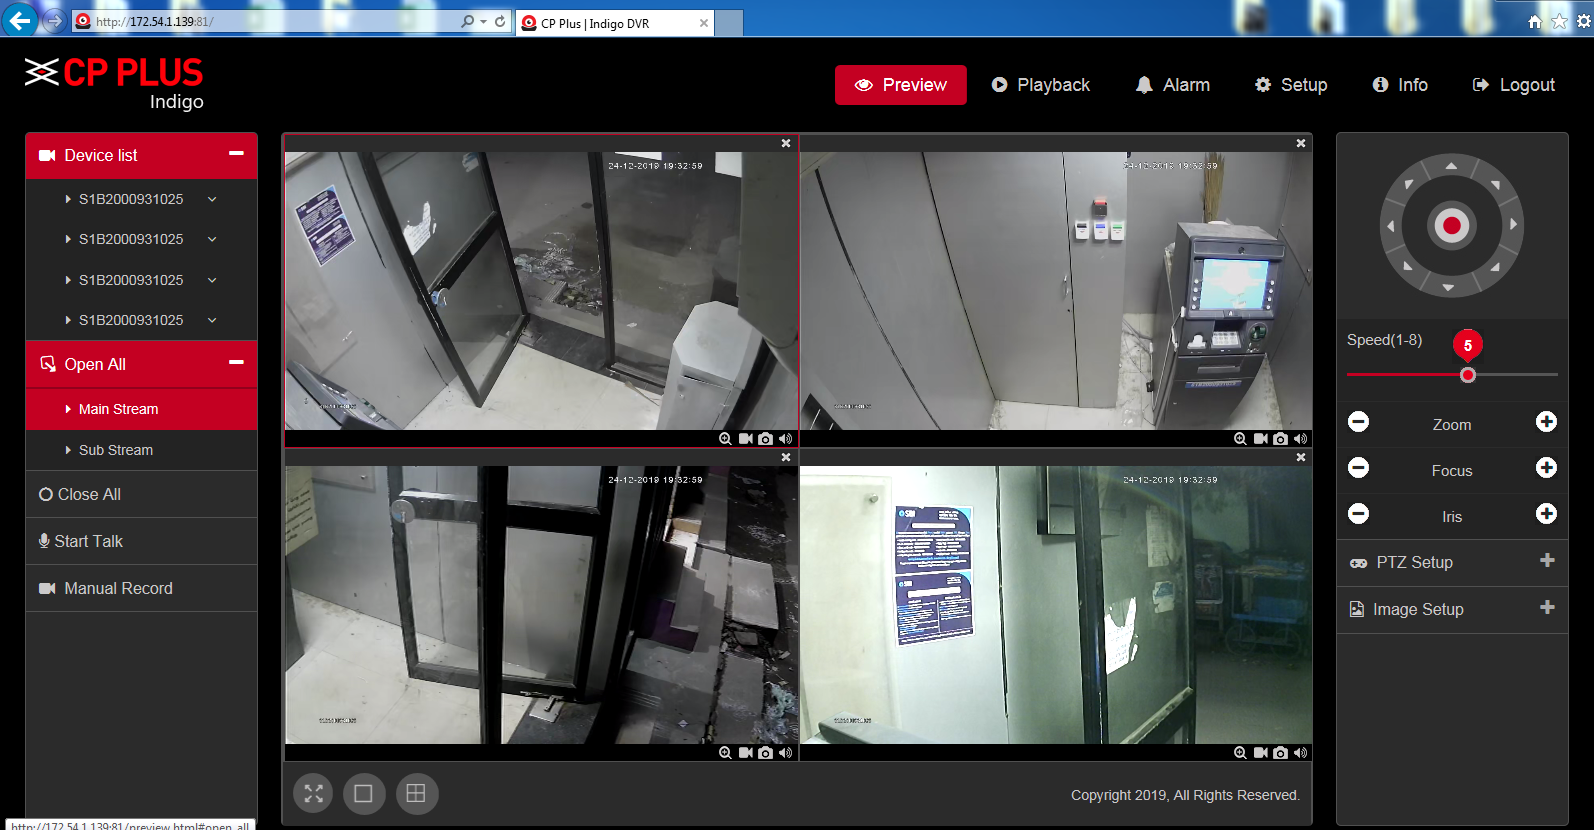 http://172.54.1.139:81/
CP Plus | Indigo DVR
CP PLUS
Indigo
Preview
Playback
Alarm
Setup
Info
Logout
Device list
S1B2000931025
S1B2000931025
S1B2000931025
S1B2000931025
Open All
Main Stream
Sub Stream
Close All
Start Talk
Manual Record
24-12-2019 19:32:59
24-12-2019 19:32:59
24-12-2019 19:32:59
24-12-2019 19:32:59
Speed(1-8)
5
Zoom
Focus
Iris
PTZ Setup
Image Setup
Copyright 2019, All Rights Reserved.
http://172.54.1.139:81/preview.html#open_all